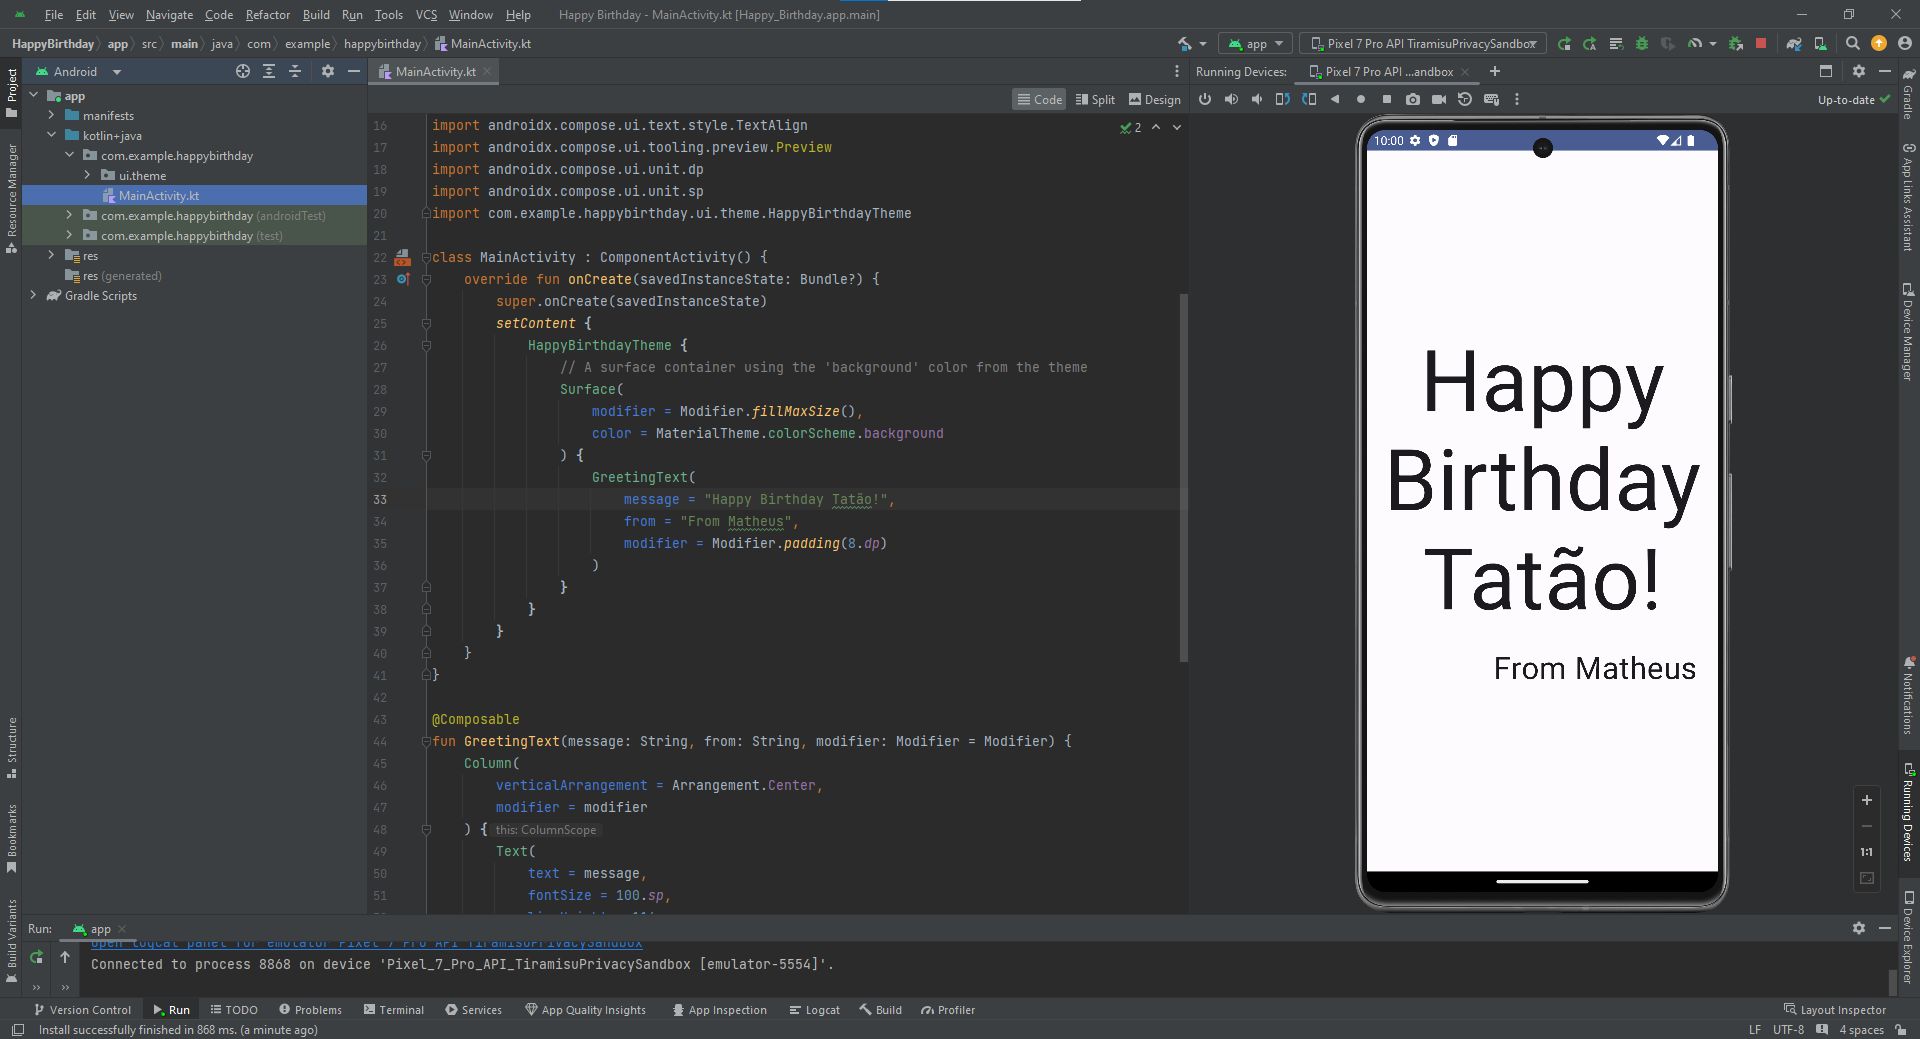 File Edit View Navigate Code Refactor Build Run Tools VCS Window Help Happy Birthday - MainActivity.kt [Happy_Birthday.app.main]
HappyBirthday app src main java com example happybirthday MainActivity.kt
app
Pixel 7 Pro API TiramisuPrivacySandbox
Android
MainActivity.kt
Running Devices: Pixel 7 Pro API ...andbox
Code Split Design
Up-to-date
Project
Resource Manager
Structure
Bookmarks
Build Variants
app
manifests
kotlin+java
com.example.happybirthday
ui.theme
MainActivity.kt
com.example.happybirthday (androidTest)
com.example.happybirthday (test)
res
res (generated)
Gradle Scripts
2
16 import androidx.compose.ui.text.style.TextAlign
17 import androidx.compose.ui.tooling.preview.Preview
18 import androidx.compose.ui.unit.dp
19 import androidx.compose.ui.unit.sp
20 import com.example.happybirthday.ui.theme.HappyBirthdayTheme
21
22 class MainActivity : ComponentActivity() {
23 override fun onCreate(savedInstanceState: Bundle?) {
24 super.onCreate(savedInstanceState)
25 setContent {
26 HappyBirthdayTheme {
27 // A surface container using the 'background' color from the theme
28 Surface(
29 modifier = Modifier.fillMaxSize(),
30 color = MaterialTheme.colorScheme.background
31 ) {
32 GreetingText(
33 message = "Happy Birthday Tatão!",
34 from = "From Matheus",
35 modifier = Modifier.padding(8.dp)
36 )
37 }
38 }
39 }
40 }
41 }
42
43 @Composable
44 fun GreetingText(message: String, from: String, modifier: Modifier = Modifier) {
45 Column(
46 verticalArrangement = Arrangement.Center,
47 modifier = modifier
48 ) { this: ColumnScope
49 Text(
50 text = message,
51 fontSize = 100.sp,
10:00
Happy
Birthday
Tatão!
From Matheus
1:1
Gradle
App Links Assistant
Device Manager
Notifications
Running Devices
Device Explorer
Run: app
Open logcat panel for emulator Pixel 7 Pro API TiramisuPrivacySandbox
Connected to process 8868 on device 'Pixel_7_Pro_API_TiramisuPrivacySandbox [emulator-5554]'.
Version Control Run TODO Problems Terminal Services App Quality Insights App Inspection Logcat Build Profiler Layout Inspector
Install successfully finished in 868 ms. (a minute ago)
LF UTF-8 4 spaces